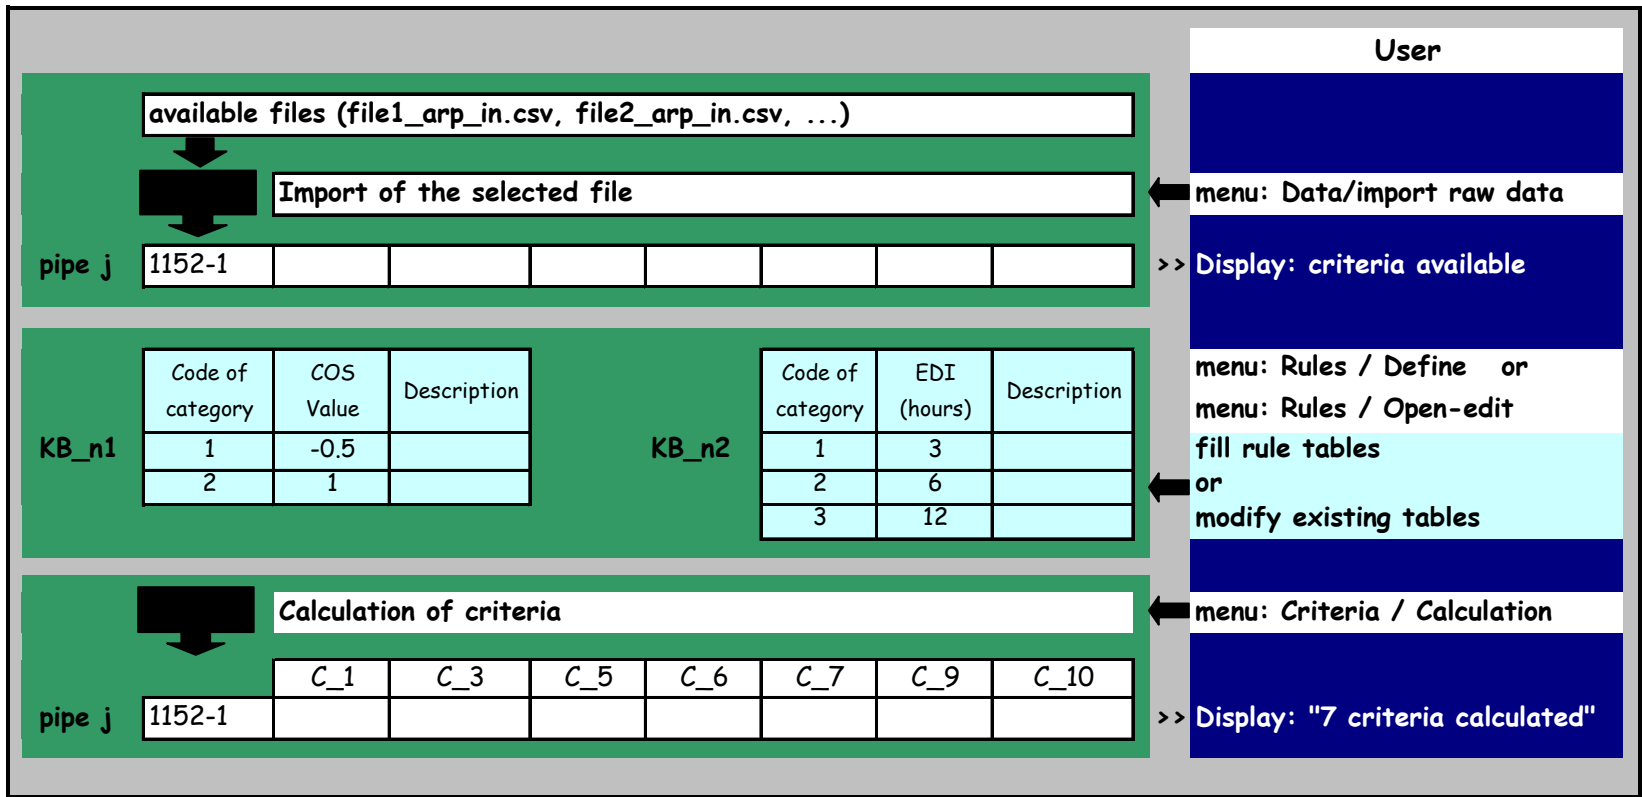 User
available files (file1_arp_in.csv, file2_arp_in.csv, ...)
Import of the selected file
menu: Data/import raw data
pipe j 1152-1 >> Display: criteria available
Code of category COS Value Description
KB_n1
1 -0.5
2 1
Code of category EDI (hours) Description
KB_n2
1 3
2 6
3 12
menu: Rules / Define or
menu: Rules / Open-edit
fill rule tables
or
modify existing tables
Calculation of criteria
menu: Criteria / Calculation
C_1 C_3 C_5 C_6 C_7 C_9 C_10
pipe j 1152-1 >> Display: "7 criteria calculated"